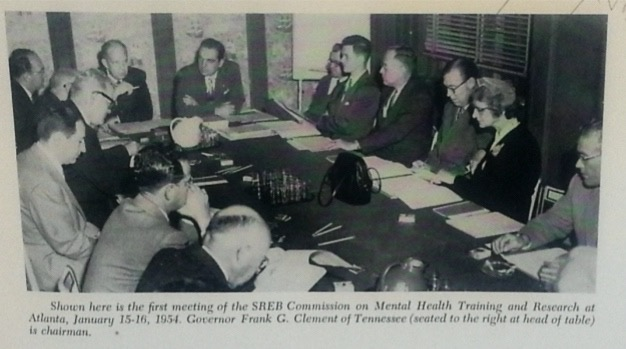 Shown here is the first meeting of the SREB Commission on Mental Health Training and Research at
Atlanta, January 15-16, 1954. Governor Frank G. Clement of Tennessee (seated to the right at head of table)
is chairman.